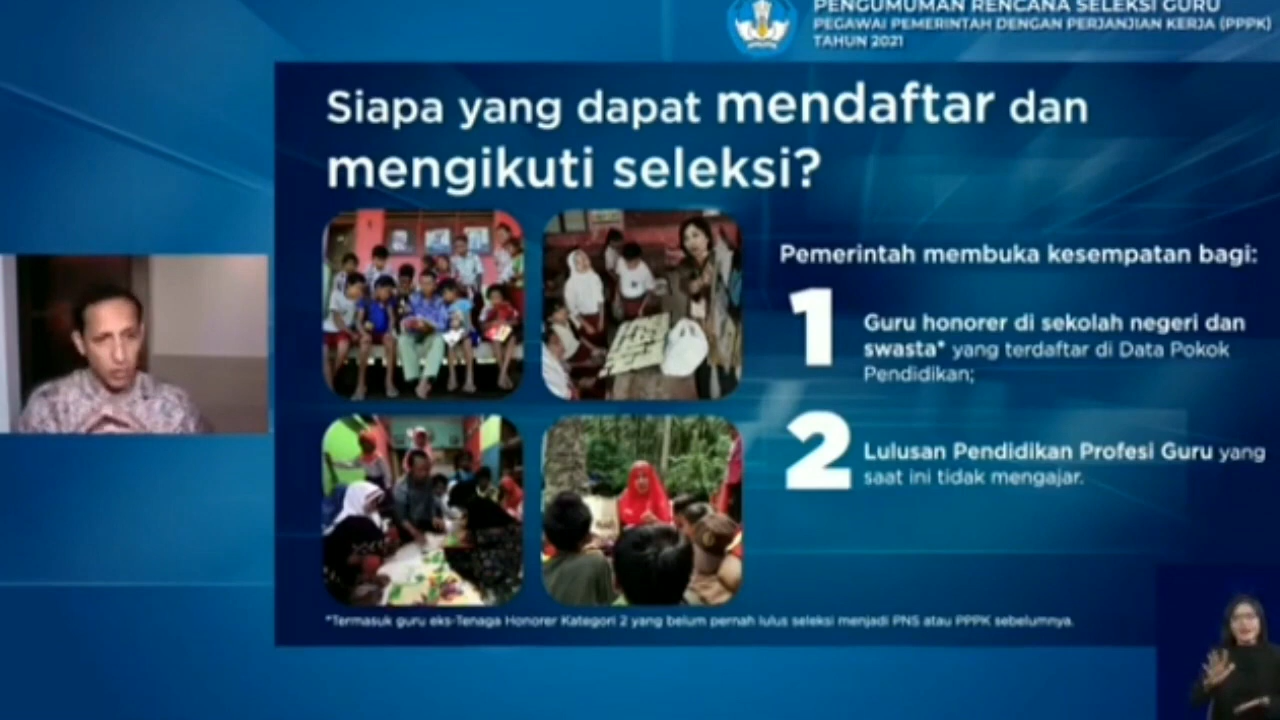 PENGUMUMAN RENCANA SELEKSI GURU
PEGAWAI PEMERINTAH DENGAN PERJANJIAN KERJA (PPPK)
TAHUN 2021
Siapa yang dapat mendaftar dan
mengikuti seleksi?
Pemerintah membuka kesempatan bagi:
1
Guru honorer di sekolah negeri dan
swasta* yang terdaftar di Data Pokok
Pendidikan;
2
Lulusan Pendidikan Profesi Guru yang
saat ini tidak mengajar.
*Termasuk guru eks-Tenaga Honorer Kategori 2 yang belum pernah lulus seleksi menjadi PNS atau PPPK sebelumnya.